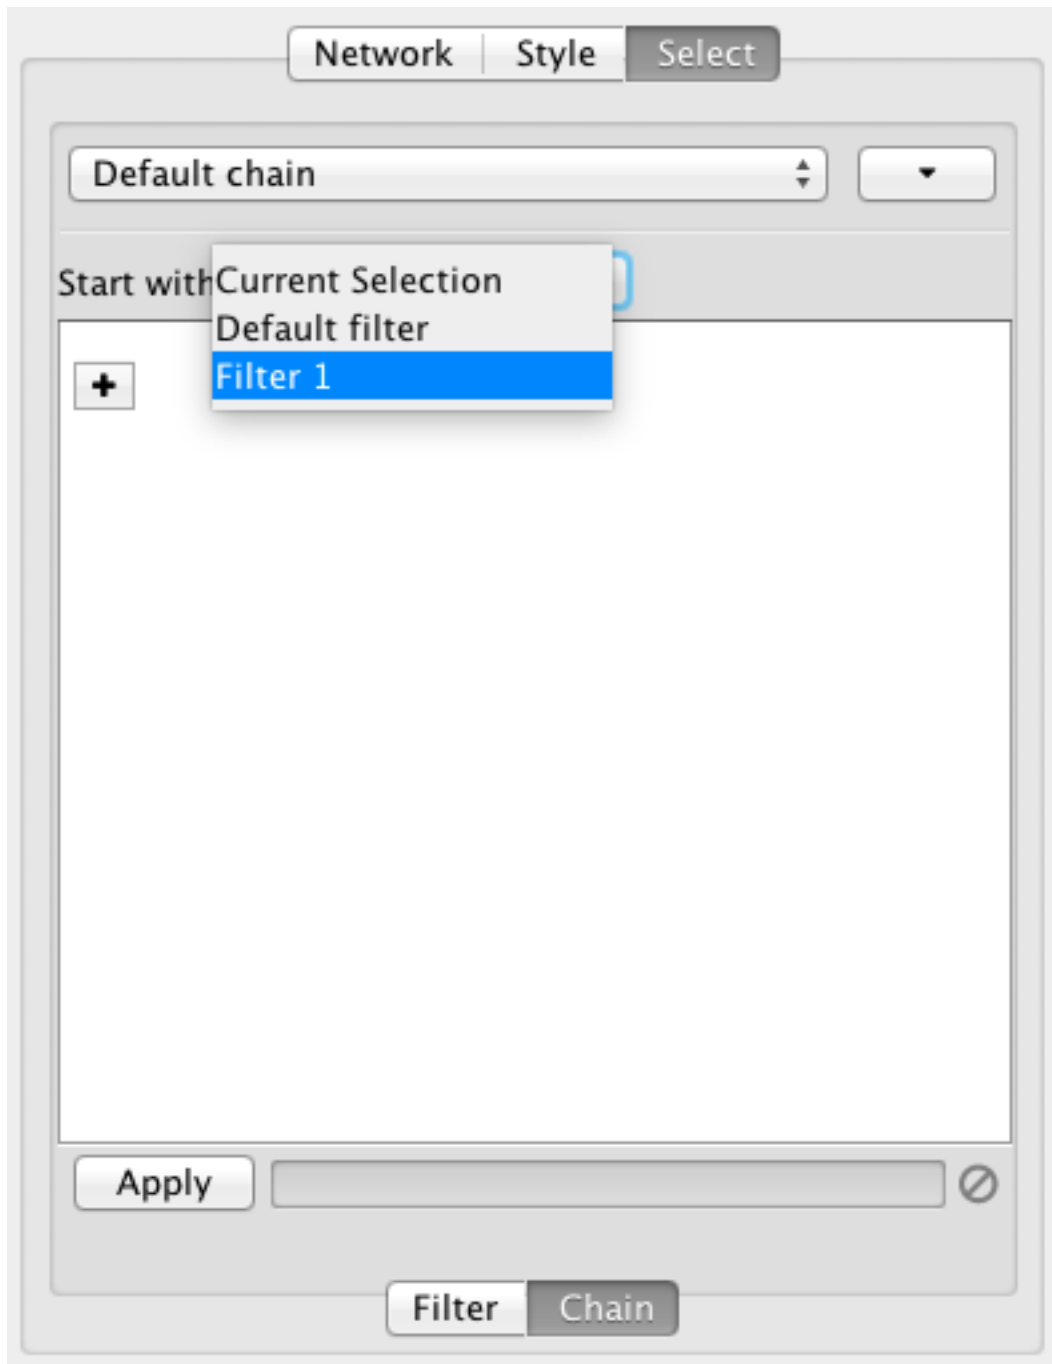 Network Style Select
Default chain
Start with
Current Selection
Default filter
Filter 1
Apply
Filter Chain